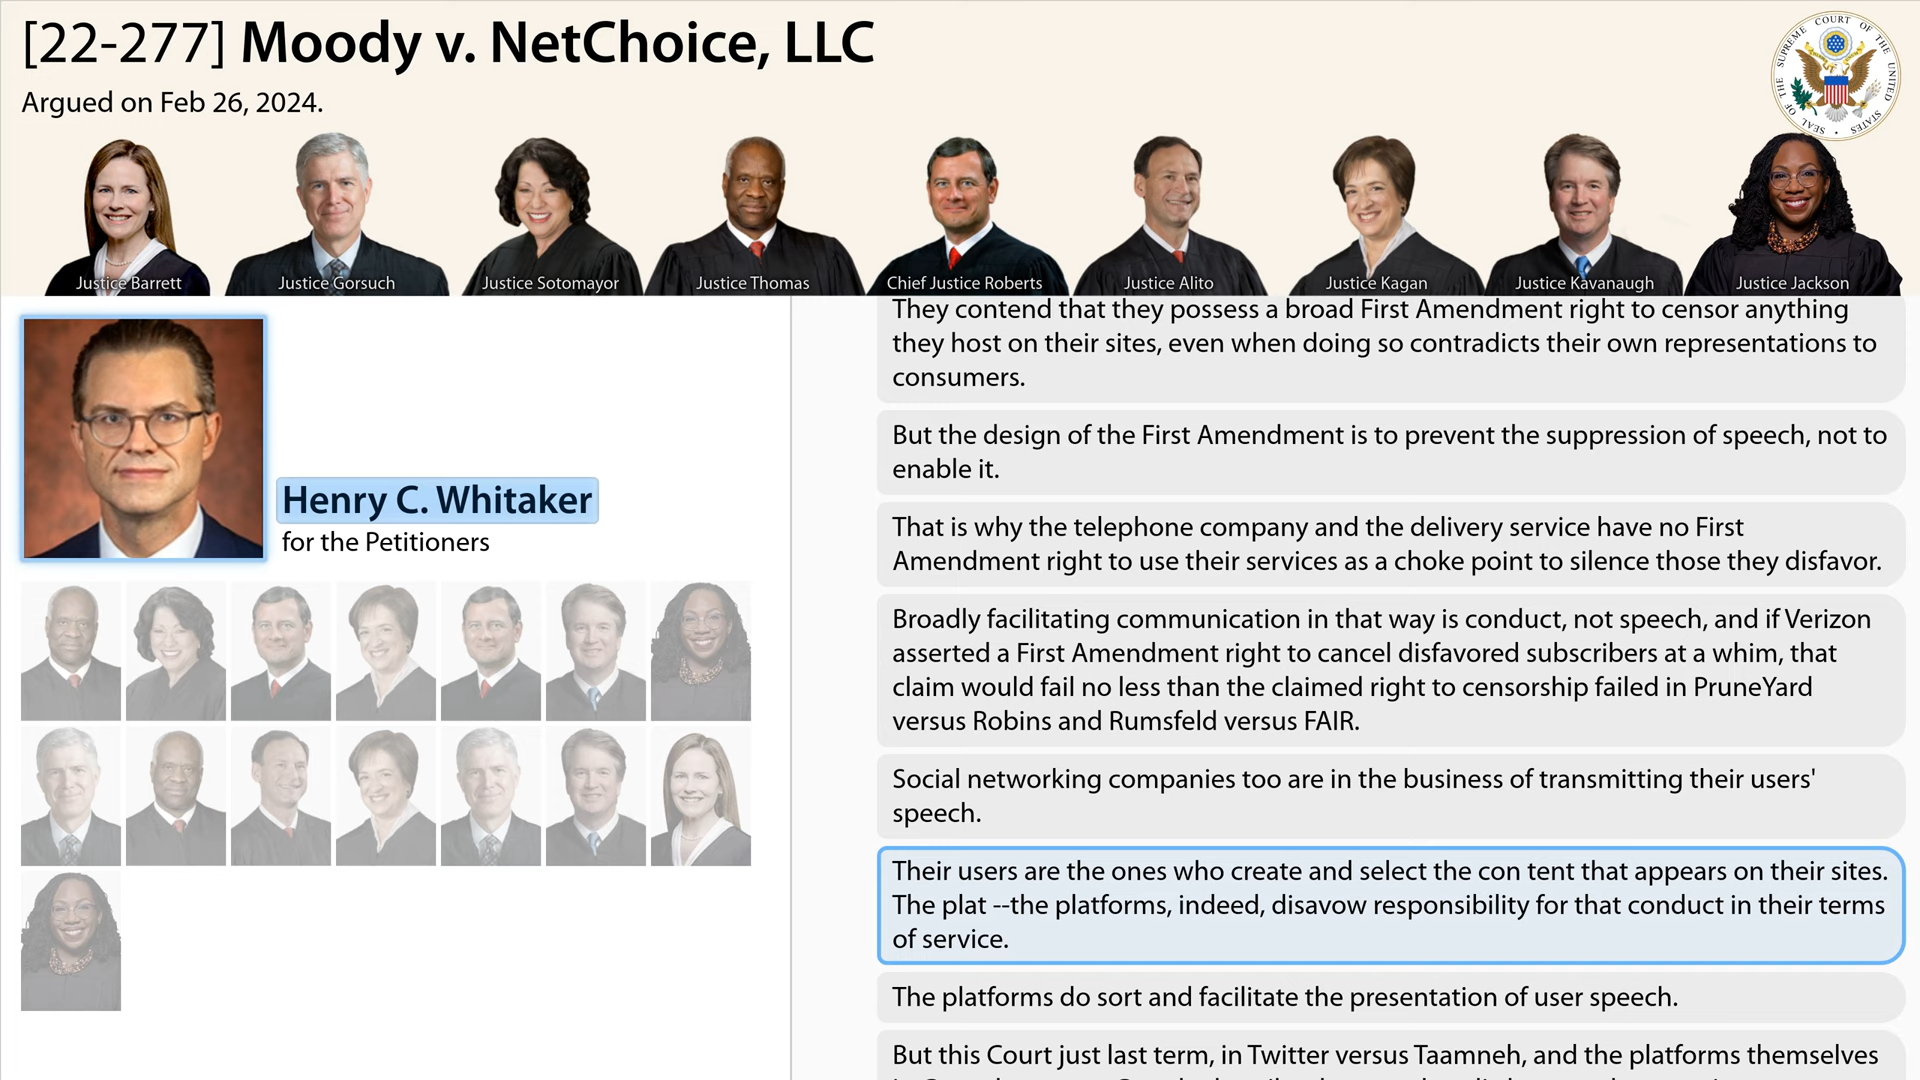 [22-277] Moody v. NetChoice, LLC
Argued on Feb 26, 2024.
SEAL OF THE SUPREME COURT OF THE UNITED STATES
Justice Barrett
Justice Gorsuch
Justice Sotomayor
Justice Thomas
Chief Justice Roberts
Justice Alito
Justice Kagan
Justice Kavanaugh
Justice Jackson
Henry C. Whitaker
for the Petitioners
They contend that they possess a broad First Amendment right to censor anything
they host on their sites, even when doing so contradicts their own representations to
consumers.
But the design of the First Amendment is to prevent the suppression of speech, not to
enable it.
That is why the telephone company and the delivery service have no First
Amendment right to use their services as a choke point to silence those they disfavor.
Broadly facilitating communication in that way is conduct, not speech, and if Verizon
asserted a First Amendment right to cancel disfavored subscribers at a whim, that
claim would fail no less than the claimed right to censorship failed in PruneYard
versus Robins and Rumsfeld versus FAIR.
Social networking companies too are in the business of transmitting their users'
speech.
Their users are the ones who create and select the con tent that appears on their sites.
The plat --the platforms, indeed, disavow responsibility for that conduct in their terms
of service.
The platforms do sort and facilitate the presentation of user speech.
But this Court just last term, in Twitter versus Taamneh, and the platforms themselves